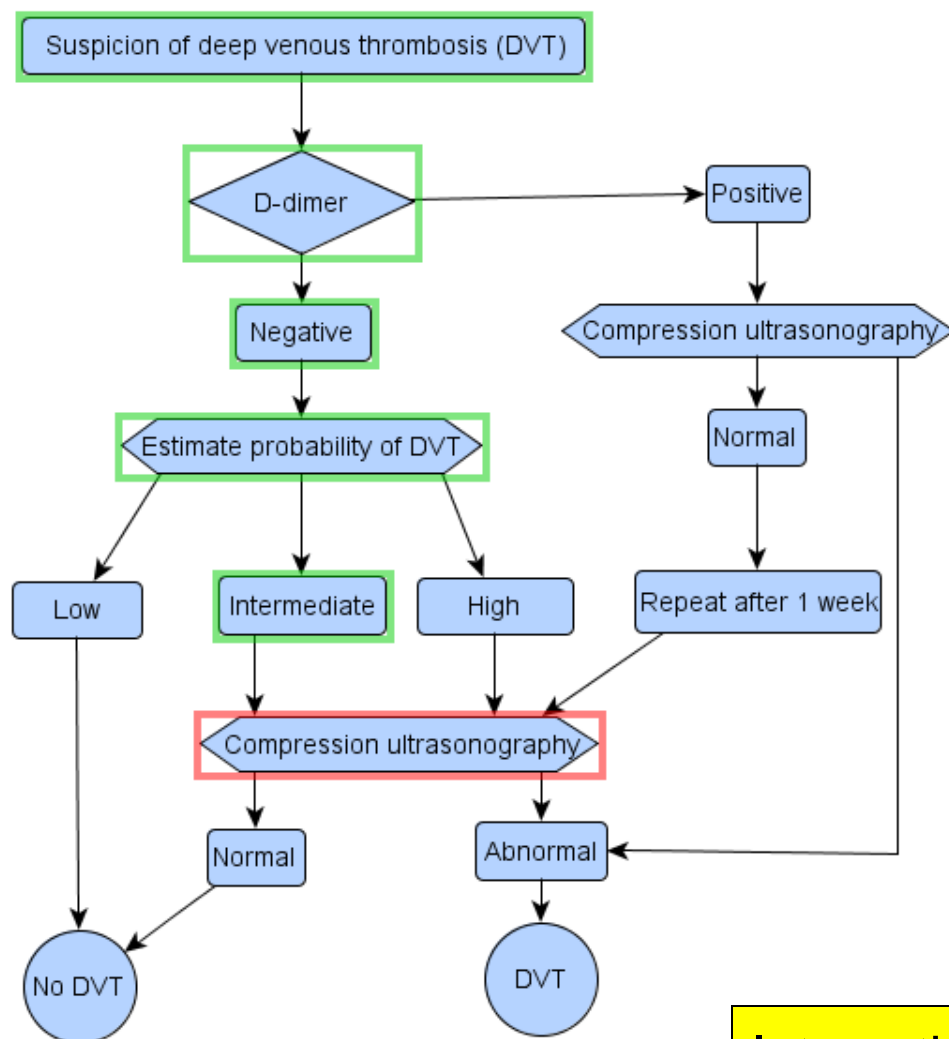 Suspicion of deep venous thrombosis (DVT)
D-dimer
Positive
Negative
Compression ultrasonography
Estimate probability of DVT
Normal
Low
Intermediate
High
Repeat after 1 week
Compression ultrasonography
Normal
Abnormal
No DVT
DVT